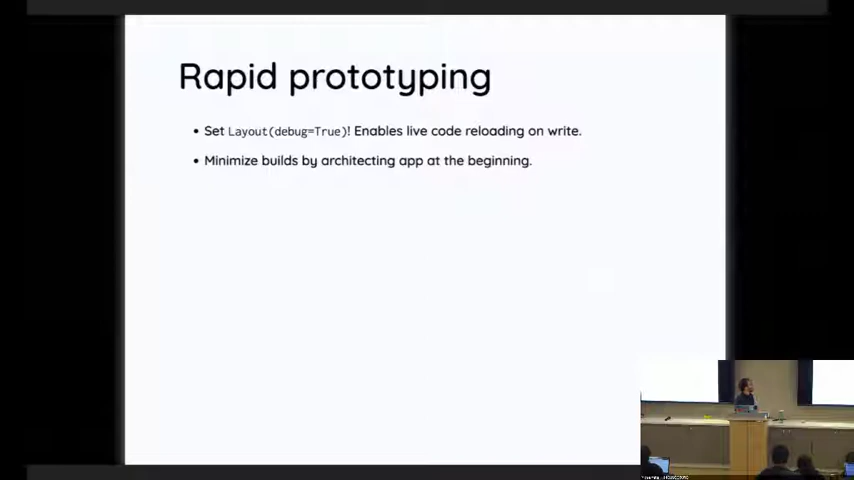 Rapid prototyping
• Set Layout(debug=True)! Enables live code reloading on write.
• Minimize builds by architecting app at the beginning.